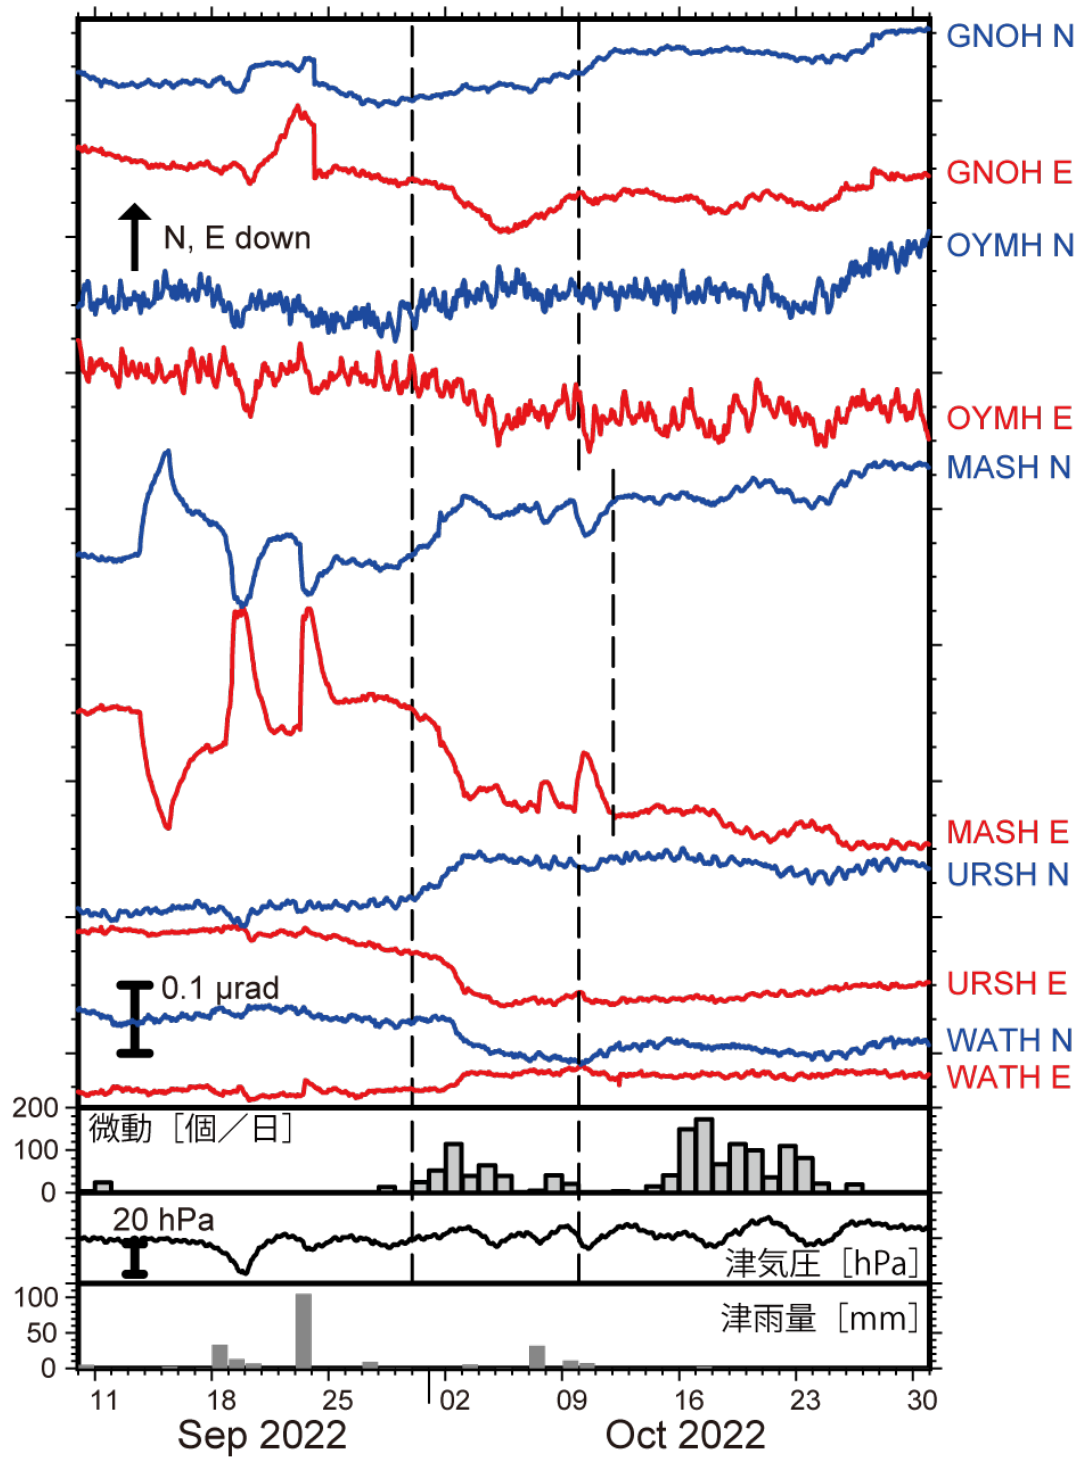 GNOH N
GNOH E
N, E down
OYMH N
OYMH E
MASH N
MASH E
URSH N
URSH E
0.1 μrad
WATH N
WATH E
200
100
0
微動［個／日］
20 hPa
津気圧［hPa］
100
50
0
津雨量［mm］
11 18 25 02 09 16 23 30
Sep 2022 Oct 2022